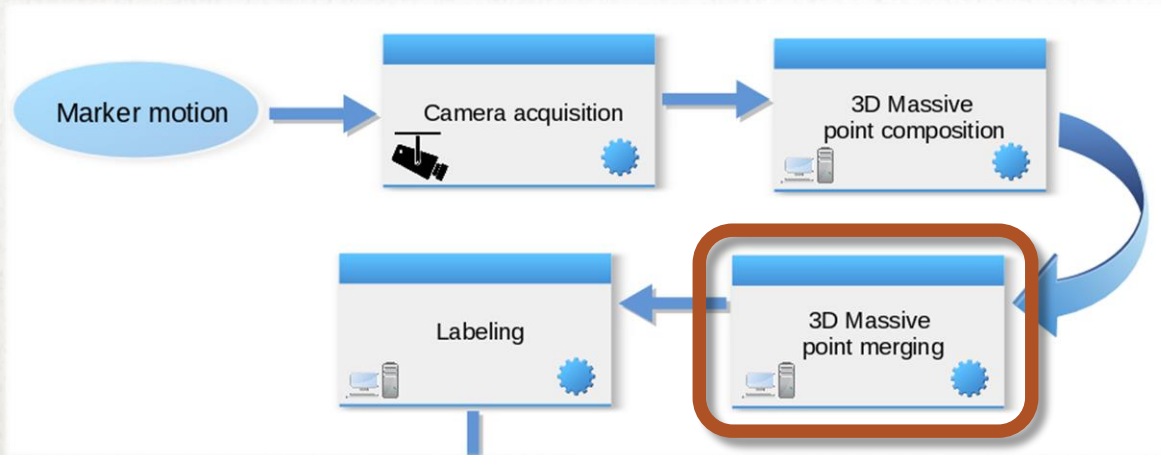 Marker motion
Camera acquisition
3D Massive
point composition
3D Massive
point merging
Labeling